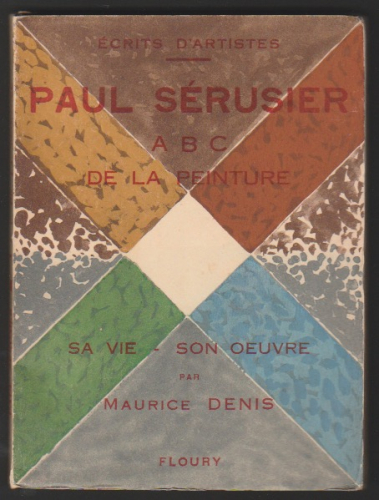 ÉCRITS D'ARTISTES
PAUL SÉRUSIER
A B C
DE LA PEINTURE
SA VIE - SON OEUVRE
PAR
MAURICE DENIS
FLOURY